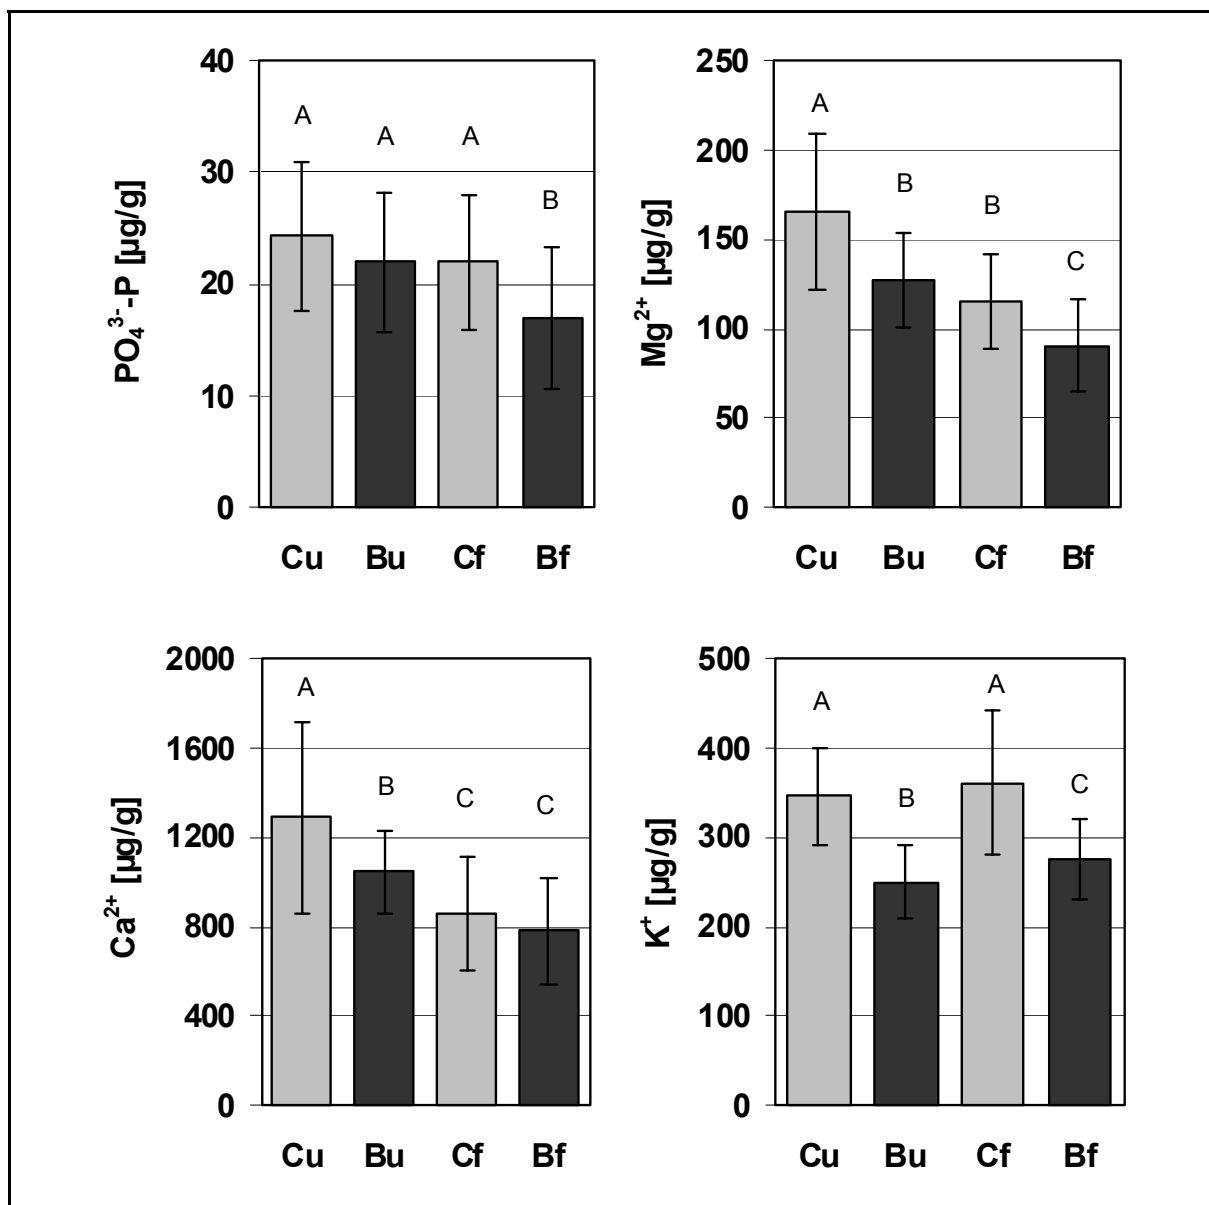 PO₄³⁻-P [µg/g]
40
30
20
10
0
A
A
A
B
Cu Bu Cf Bf
Mg²⁺ [µg/g]
250
200
150
100
50
0
A
B
B
C
Cu Bu Cf Bf
Ca²⁺ [µg/g]
2000
1600
1200
800
400
0
A
B
C
C
Cu Bu Cf Bf
K⁺ [µg/g]
500
400
300
200
100
0
A
B
A
C
Cu Bu Cf Bf